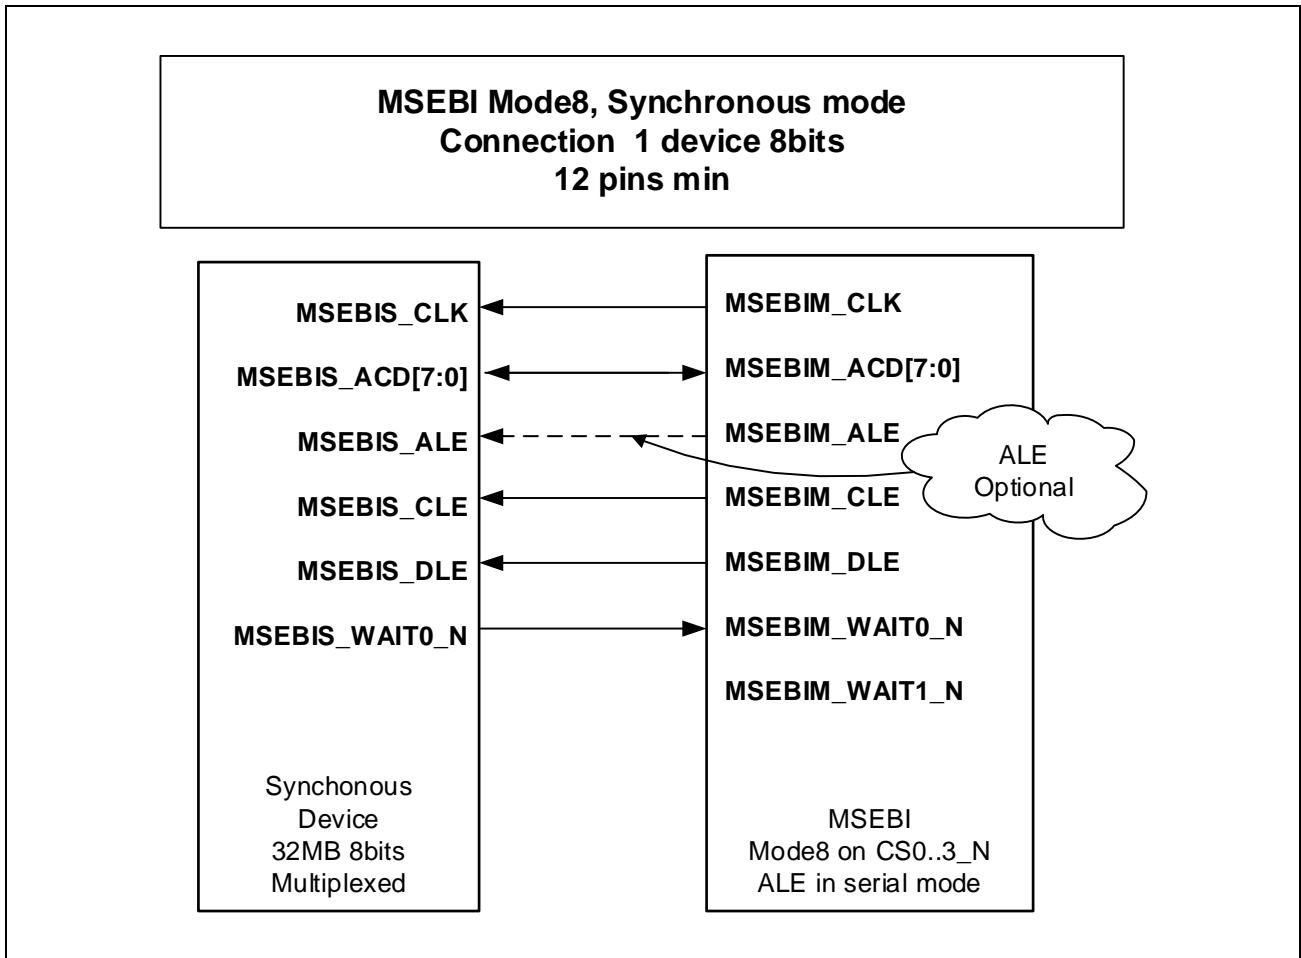 MSEBI Mode8, Synchronous mode
Connection  1 device 8bits
12 pins min
MSEBIS_CLK
MSEBIS_ACD[7:0]
MSEBIS_ALE
MSEBIS_CLE
MSEBIS_DLE
MSEBIS_WAIT0_N
Synchonous
Device
32MB 8bits
Multiplexed
MSEBIM_CLK
MSEBIM_ACD[7:0]
MSEBIM_ALE
MSEBIM_CLE
MSEBIM_DLE
MSEBIM_WAIT0_N
MSEBIM_WAIT1_N
MSEBI
Mode8 on CS0..3_N
ALE in serial mode
ALE
Optional